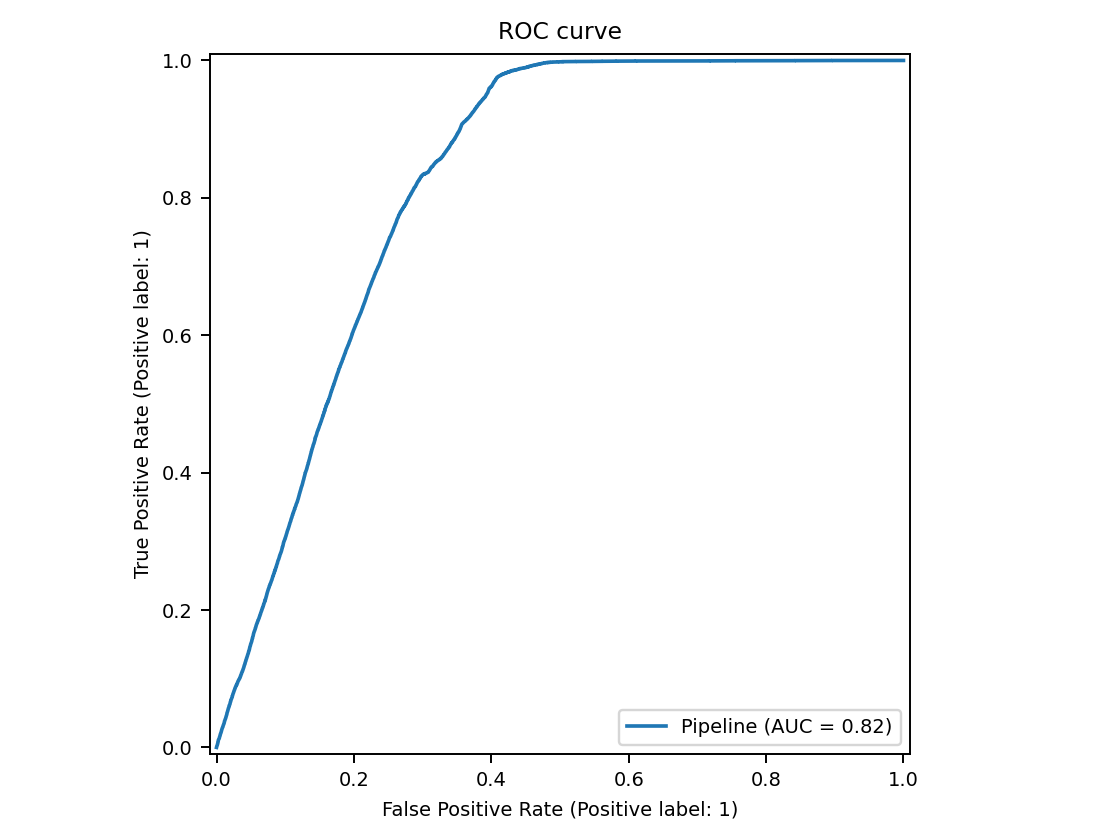 ROC curve
1.0
0.8
0.6
0.4
0.2
0.0
True Positive Rate (Positive label: 1)
Pipeline (AUC = 0.82)
0.0 0.2 0.4 0.6 0.8 1.0
False Positive Rate (Positive label: 1)